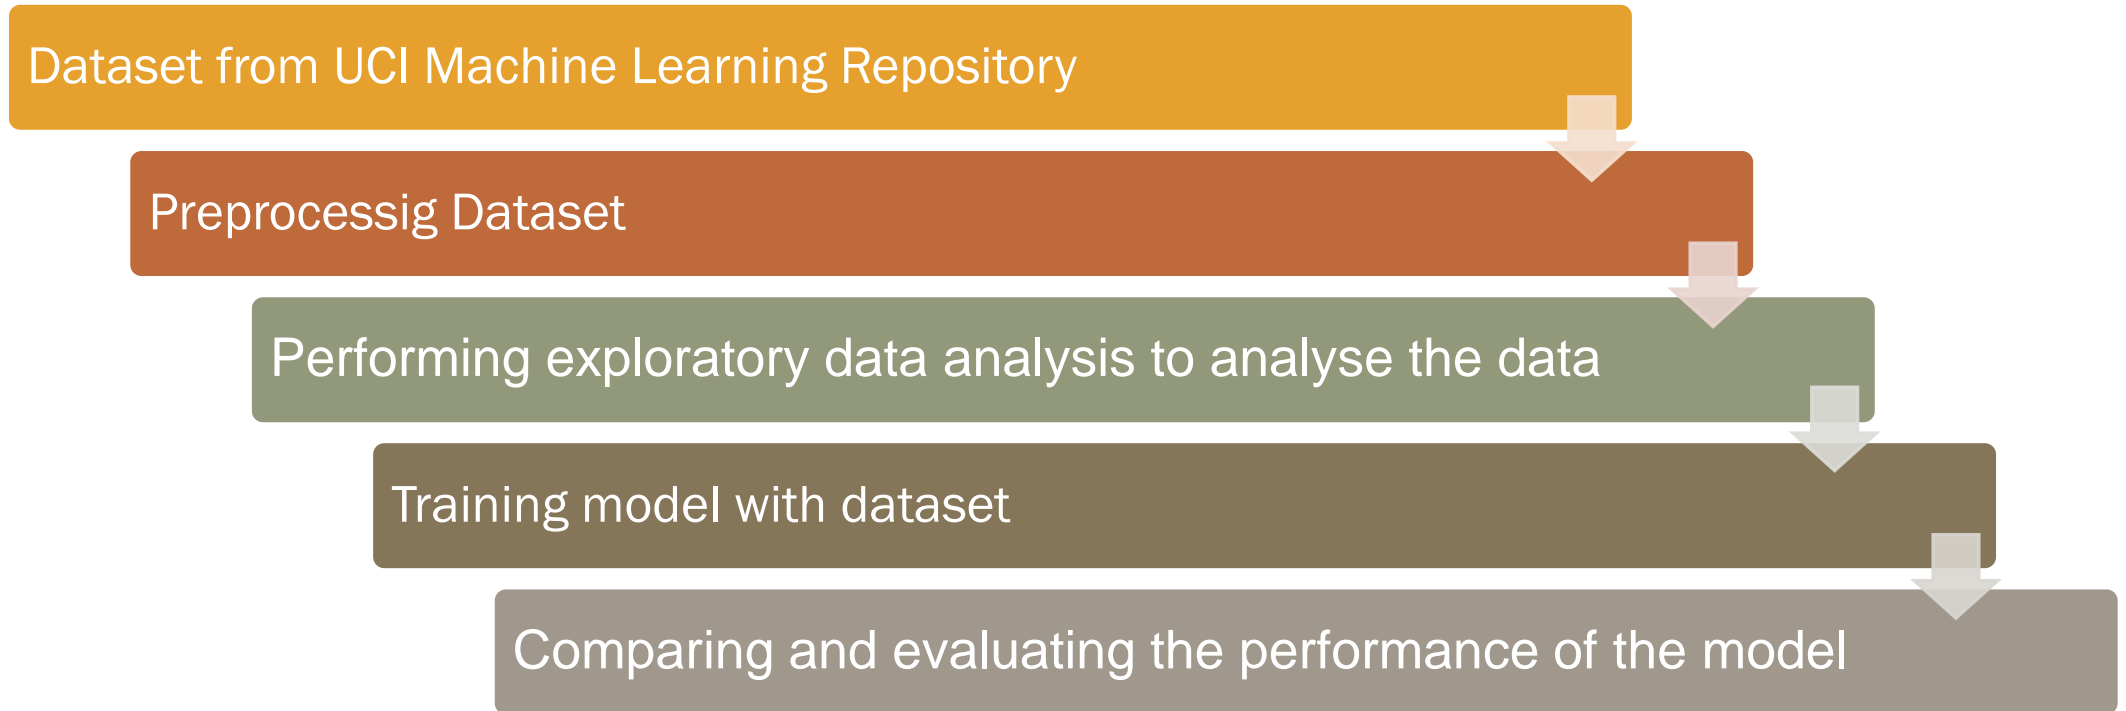 Dataset from UCI Machine Learning Repository
Preprocessig Dataset
Performing exploratory data analysis to analyse the data
Training model with dataset
Comparing and evaluating the performance of the model